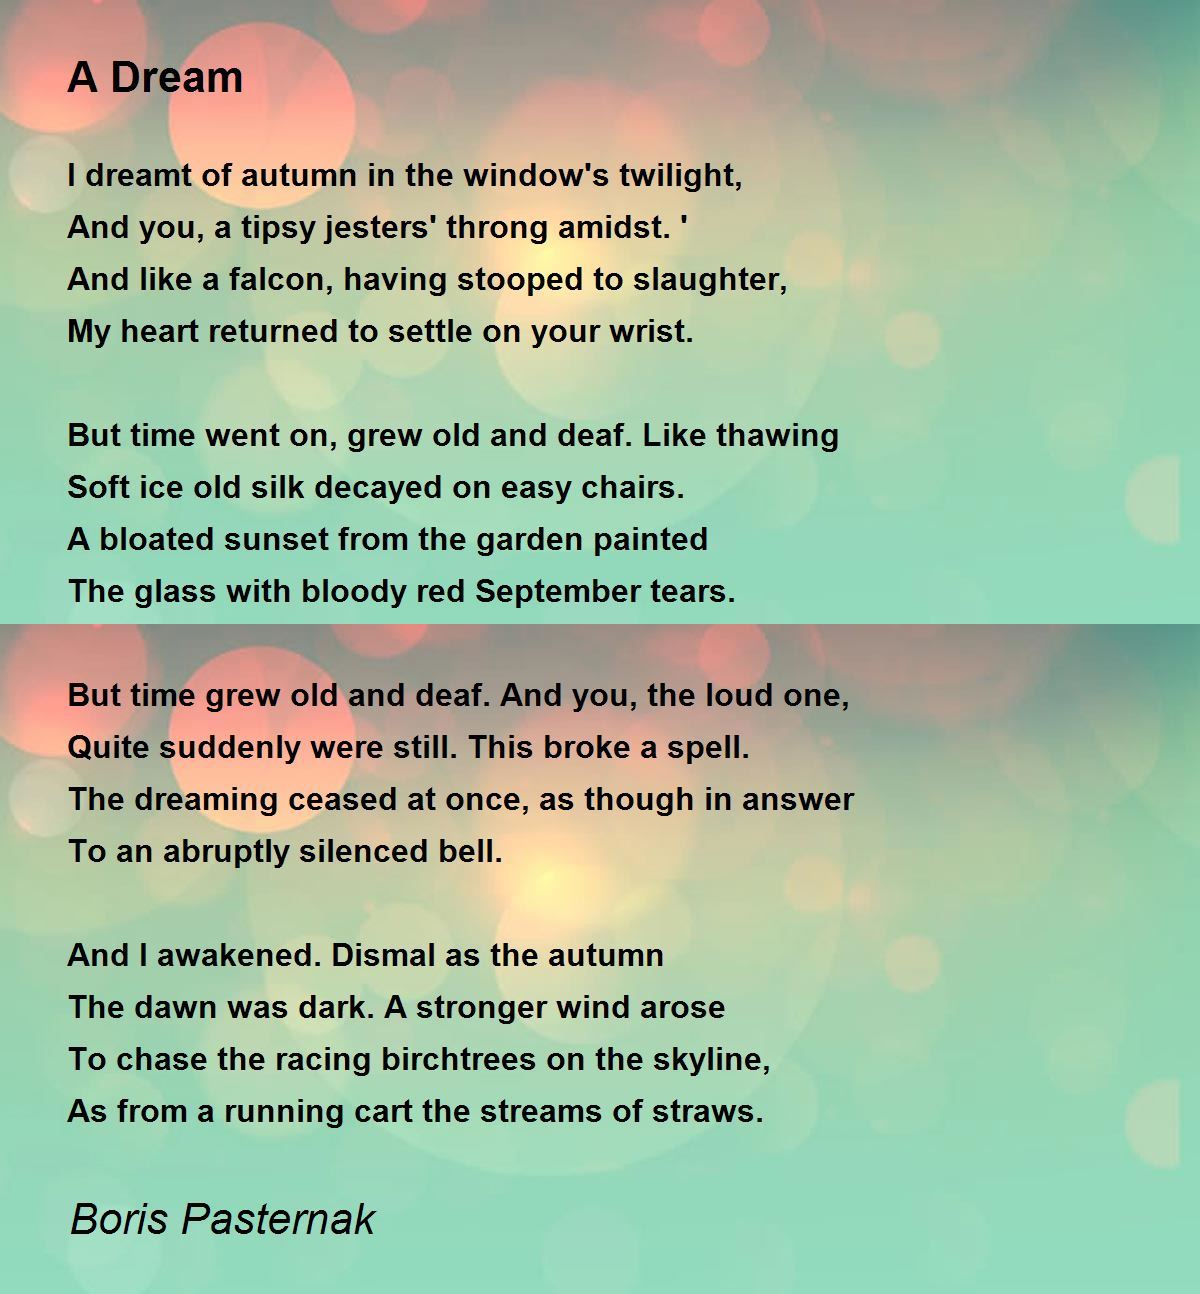 A Dream
I dreamt of autumn in the window's twilight,
And you, a tipsy jesters' throng amidst. '
And like a falcon, having stooped to slaughter,
My heart returned to settle on your wrist.
But time went on, grew old and deaf. Like thawing
Soft ice old silk decayed on easy chairs.
A bloated sunset from the garden painted
The glass with bloody red September tears.
But time grew old and deaf. And you, the loud one,
Quite suddenly were still. This broke a spell.
The dreaming ceased at once, as though in answer
To an abruptly silenced bell.
And I awakened. Dismal as the autumn
The dawn was dark. A stronger wind arose
To chase the racing birchtrees on the skyline,
As from a running cart the streams of straws.
Boris Pasternak